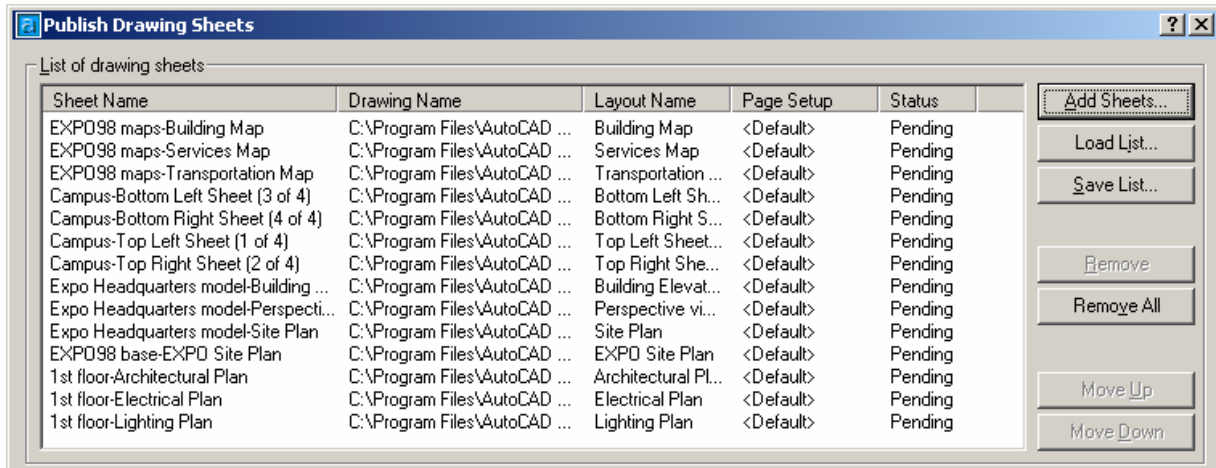 Publish Drawing Sheets
List of drawing sheets
Sheet Name Drawing Name Layout Name Page Setup Status
EXPO98 maps-Building Map C:\Program Files\AutoCAD ... Building Map <Default> Pending
EXPO98 maps-Services Map C:\Program Files\AutoCAD ... Services Map <Default> Pending
EXPO98 maps-Transportation Map C:\Program Files\AutoCAD ... Transportation ... <Default> Pending
Campus-Bottom Left Sheet (3 of 4) C:\Program Files\AutoCAD ... Bottom Left Sh... <Default> Pending
Campus-Bottom Right Sheet (4 of 4) C:\Program Files\AutoCAD ... Bottom Right S... <Default> Pending
Campus-Top Left Sheet (1 of 4) C:\Program Files\AutoCAD ... Top Left Sheet... <Default> Pending
Campus-Top Right Sheet (2 of 4) C:\Program Files\AutoCAD ... Top Right She... <Default> Pending
Expo Headquarters model-Building ... C:\Program Files\AutoCAD ... Building Elevat... <Default> Pending
Expo Headquarters model-Perspecti... C:\Program Files\AutoCAD ... Perspective vi... <Default> Pending
Expo Headquarters model-Site Plan C:\Program Files\AutoCAD ... Site Plan <Default> Pending
EXPO98 base-EXPO Site Plan C:\Program Files\AutoCAD ... EXPO Site Plan <Default> Pending
1st floor-Architectural Plan C:\Program Files\AutoCAD ... Architectural Pl... <Default> Pending
1st floor-Electrical Plan C:\Program Files\AutoCAD ... Electrical Plan <Default> Pending
1st floor-Lighting Plan C:\Program Files\AutoCAD ... Lighting Plan <Default> Pending
Add Sheets...
Load List...
Save List...
Remove
Remove All
Move Up
Move Down